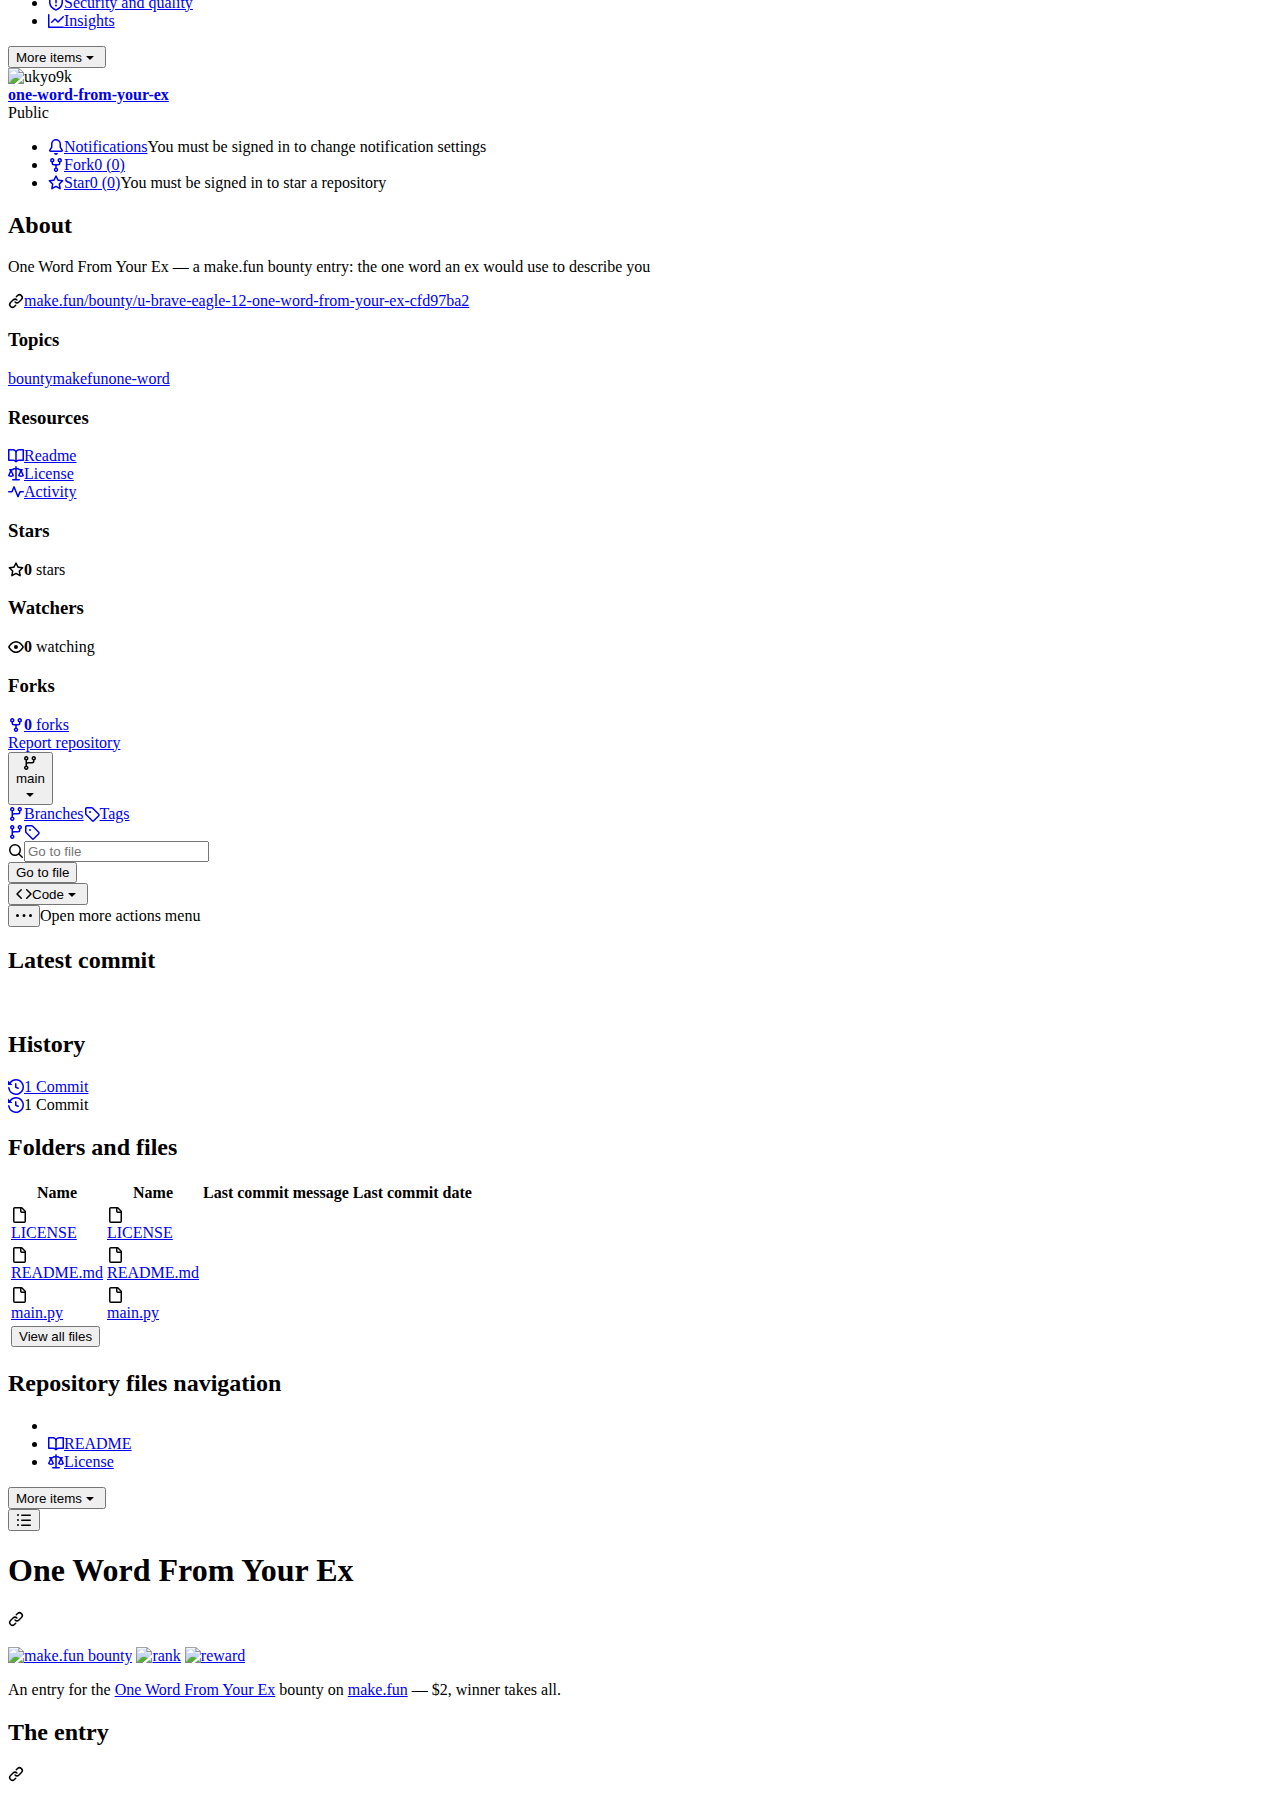 Security and quality
Insights
More items
ukyo9k
one-word-from-your-ex
Public
NotificationsYou must be signed in to change notification settings
Fork0 (0)
Star0 (0)You must be signed in to star a repository
About
One Word From Your Ex — a make.fun bounty entry: the one word an ex would use to describe you
make.fun/bounty/u-brave-eagle-12-one-word-from-your-ex-cfd97ba2
Topics
bountymakefunone-word
Resources
Readme
License
Activity
Stars
0 stars
Watchers
0 watching
Forks
0 forks
Report repository
main
Branches Tags
Go to file
Go to file
Code
Open more actions menu
Latest commit
History
1 Commit
1 Commit
Folders and files
Name Name Last commit message Last commit date
LICENSE LICENSE
README.md README.md
main.py main.py
View all files
Repository files navigation
README
License
More items
One Word From Your Ex
make.fun bounty rank reward
An entry for the One Word From Your Ex bounty on make.fun — $2, winner takes all.
The entry